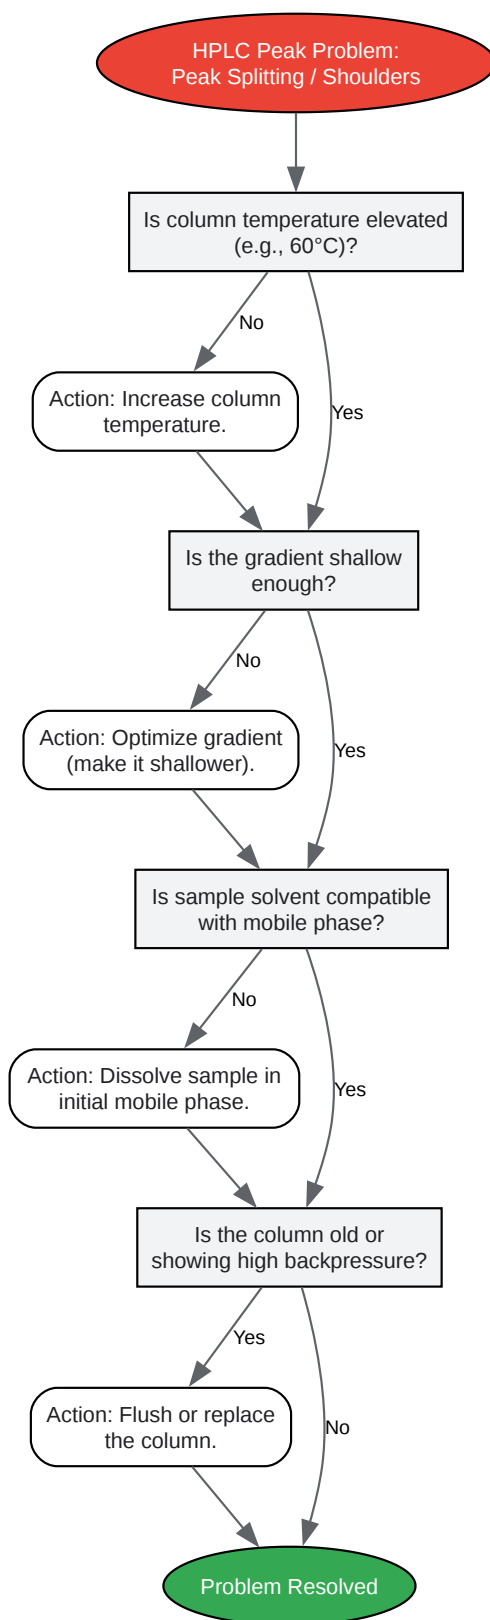 HPLC Peak Problem:
Peak Splitting / Shoulders
Is column temperature elevated
(e.g., 60°C)?
No
Action: Increase column
temperature.
Yes
Is the gradient shallow
enough?
No
Action: Optimize gradient
(make it shallower).
Yes
Is sample solvent compatible
with mobile phase?
No
Action: Dissolve sample in
initial mobile phase.
Yes
Is the column old or
showing high backpressure?
Yes
Action: Flush or replace
the column.
No
Problem Resolved